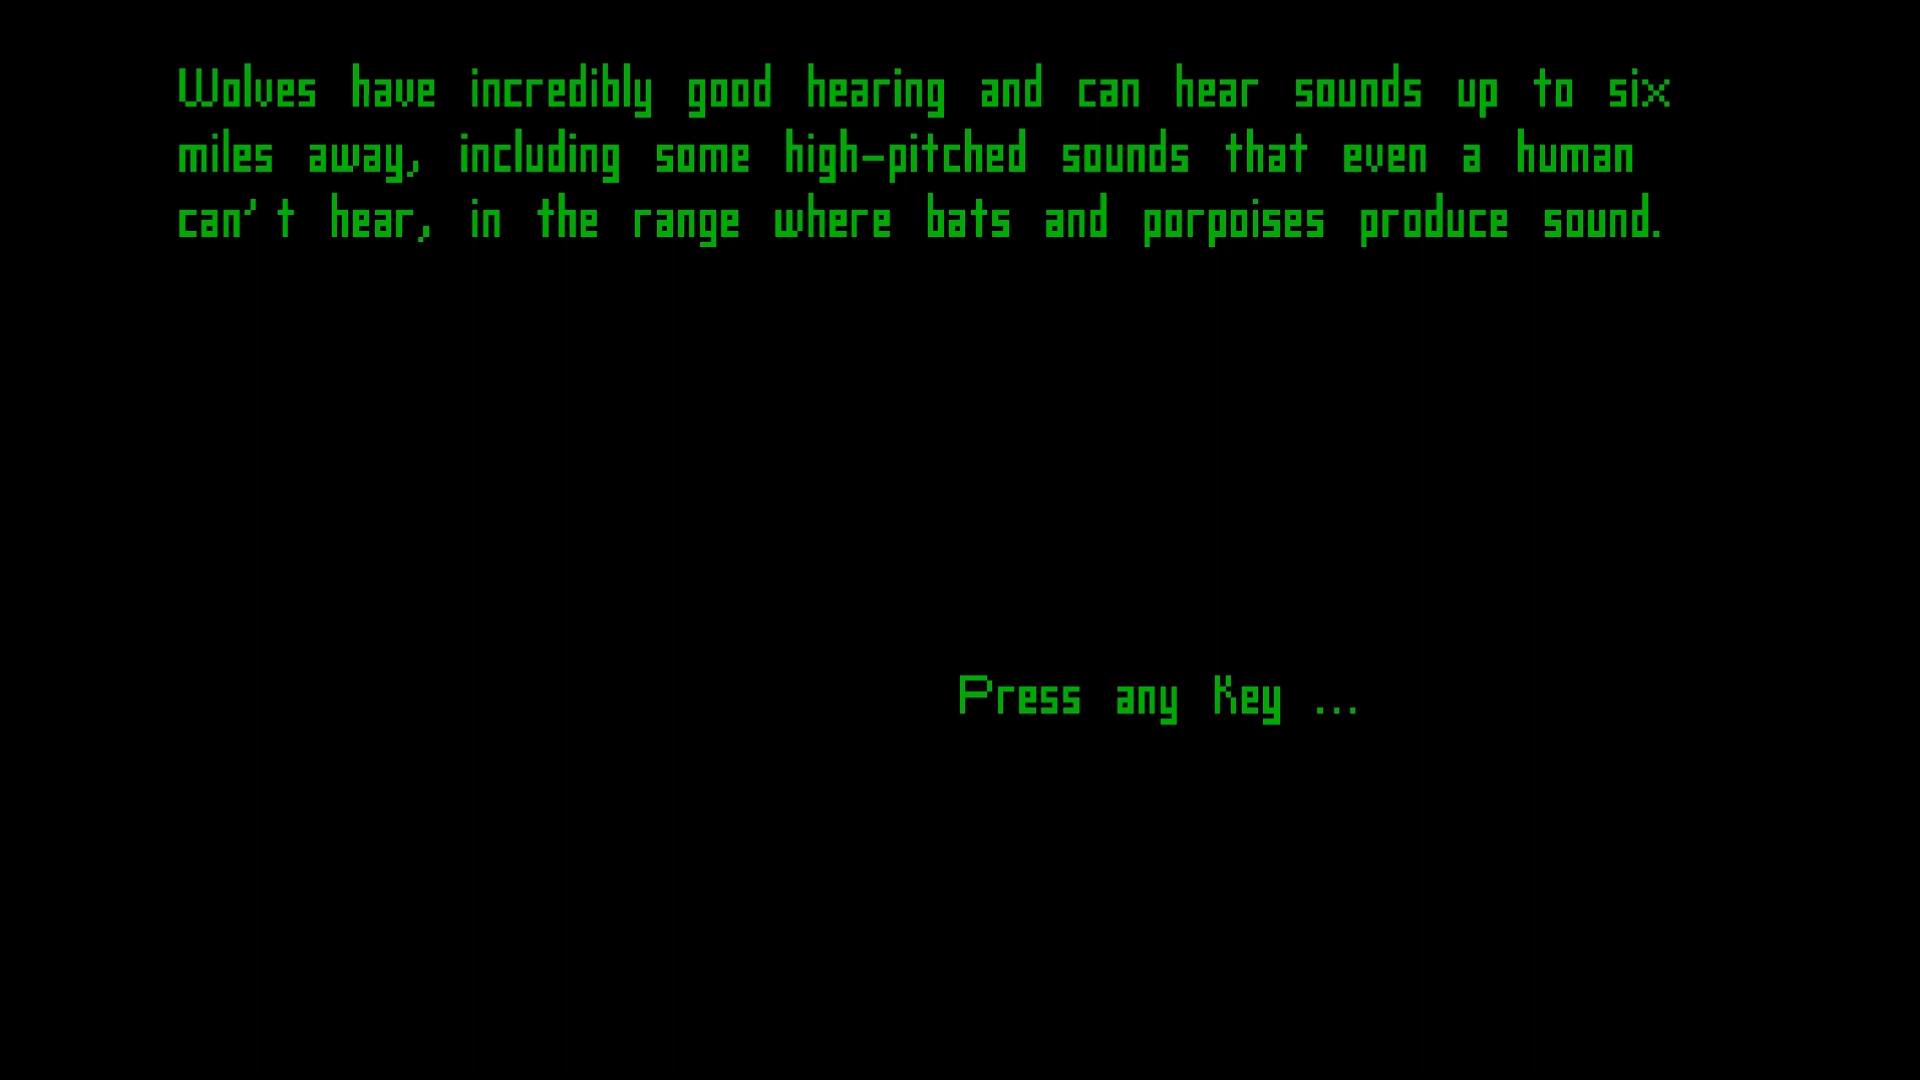 Wolves have incredibly good hearing and can hear sounds up to six
miles away, including some high-pitched sounds that even a human
can't hear, in the range where bats and porpoises produce sound.
Press any Key ...